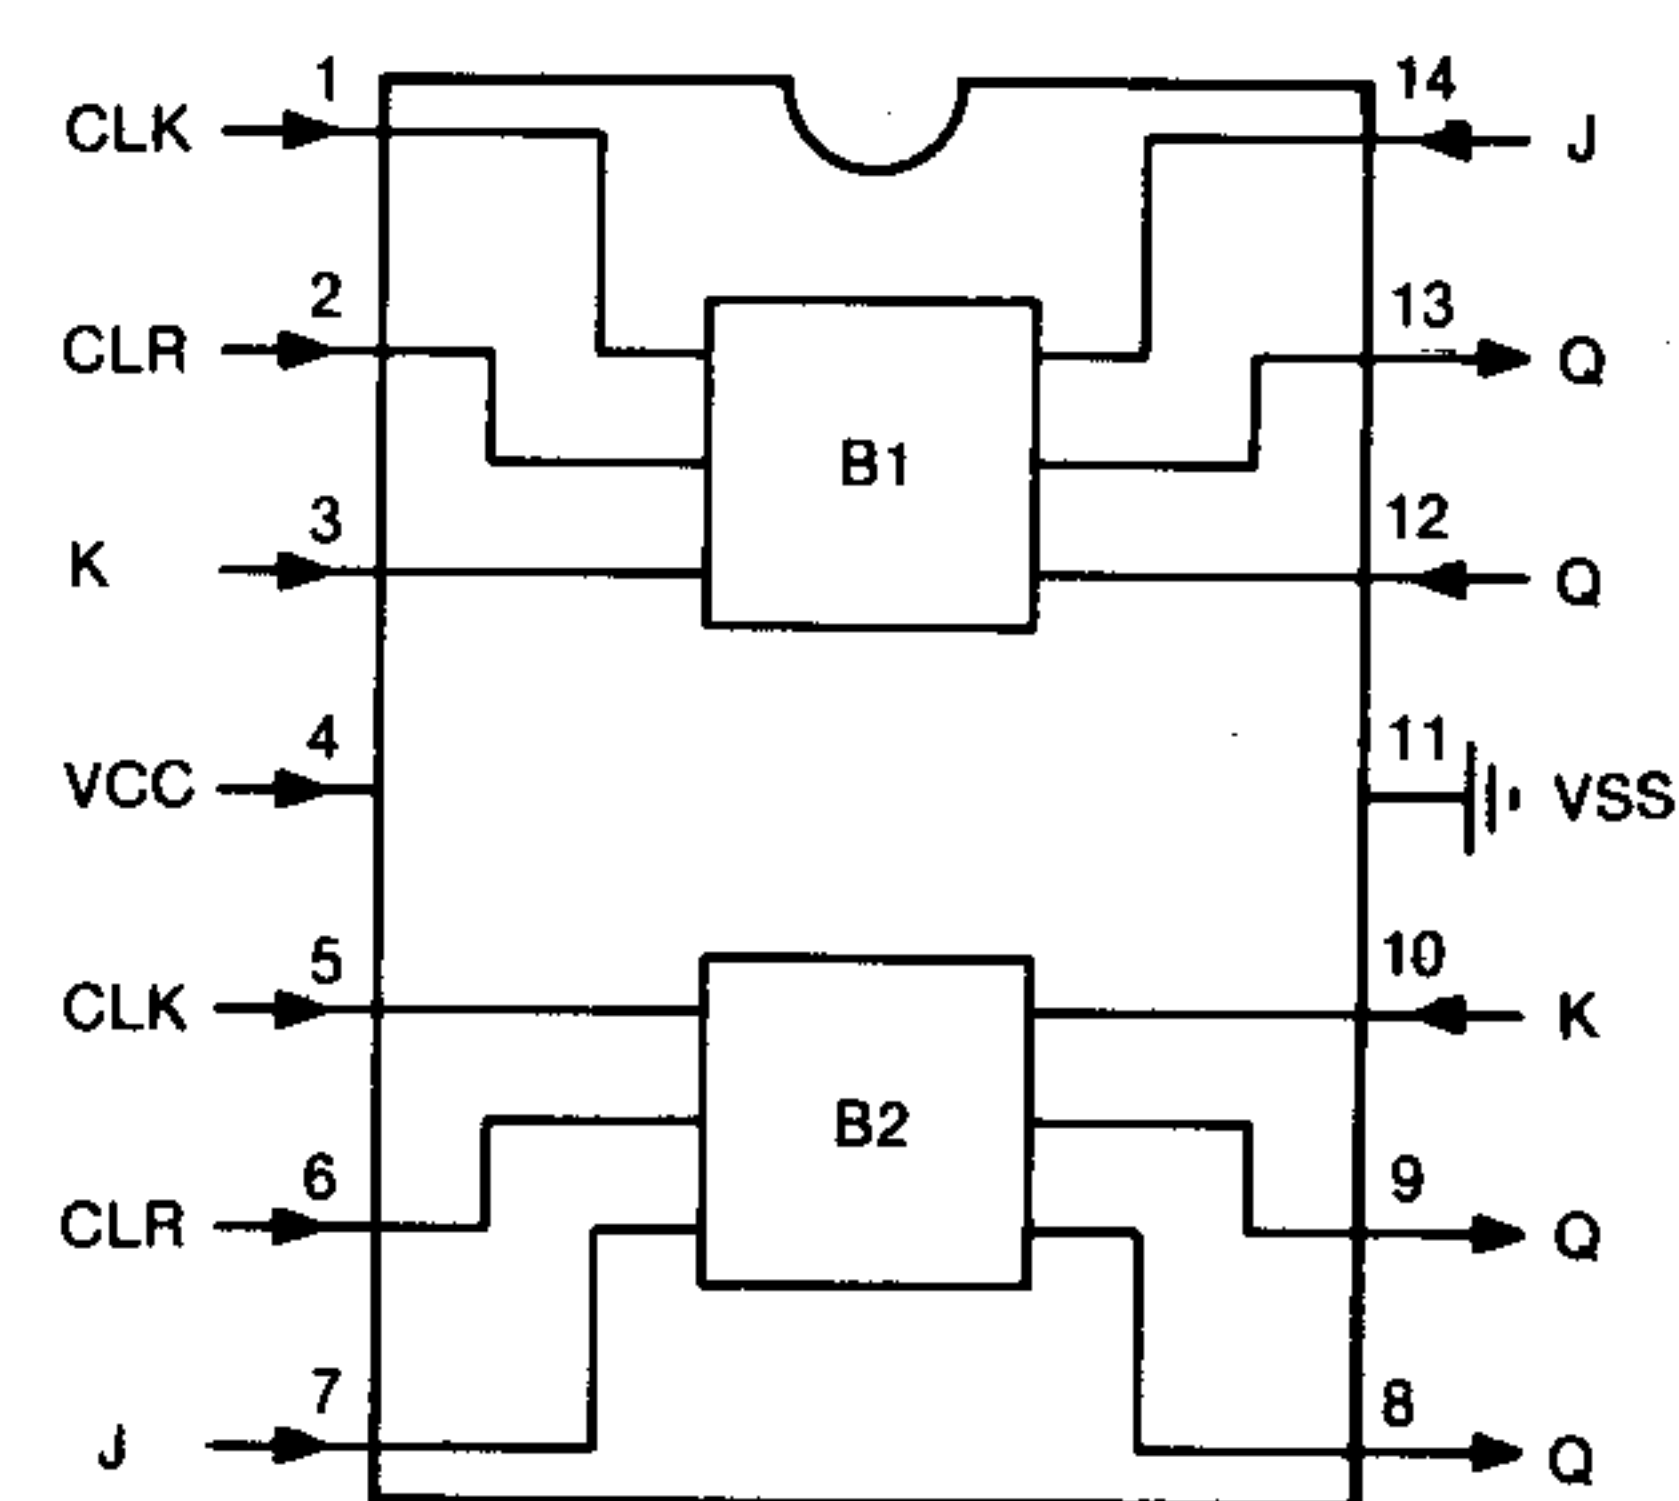 1 14
CLK J
2 13
CLR Q
B1
3 12
K Q
4 11
VCC VSS
5 10
CLK K
B2
6 9
CLR Q
7 8
J Q